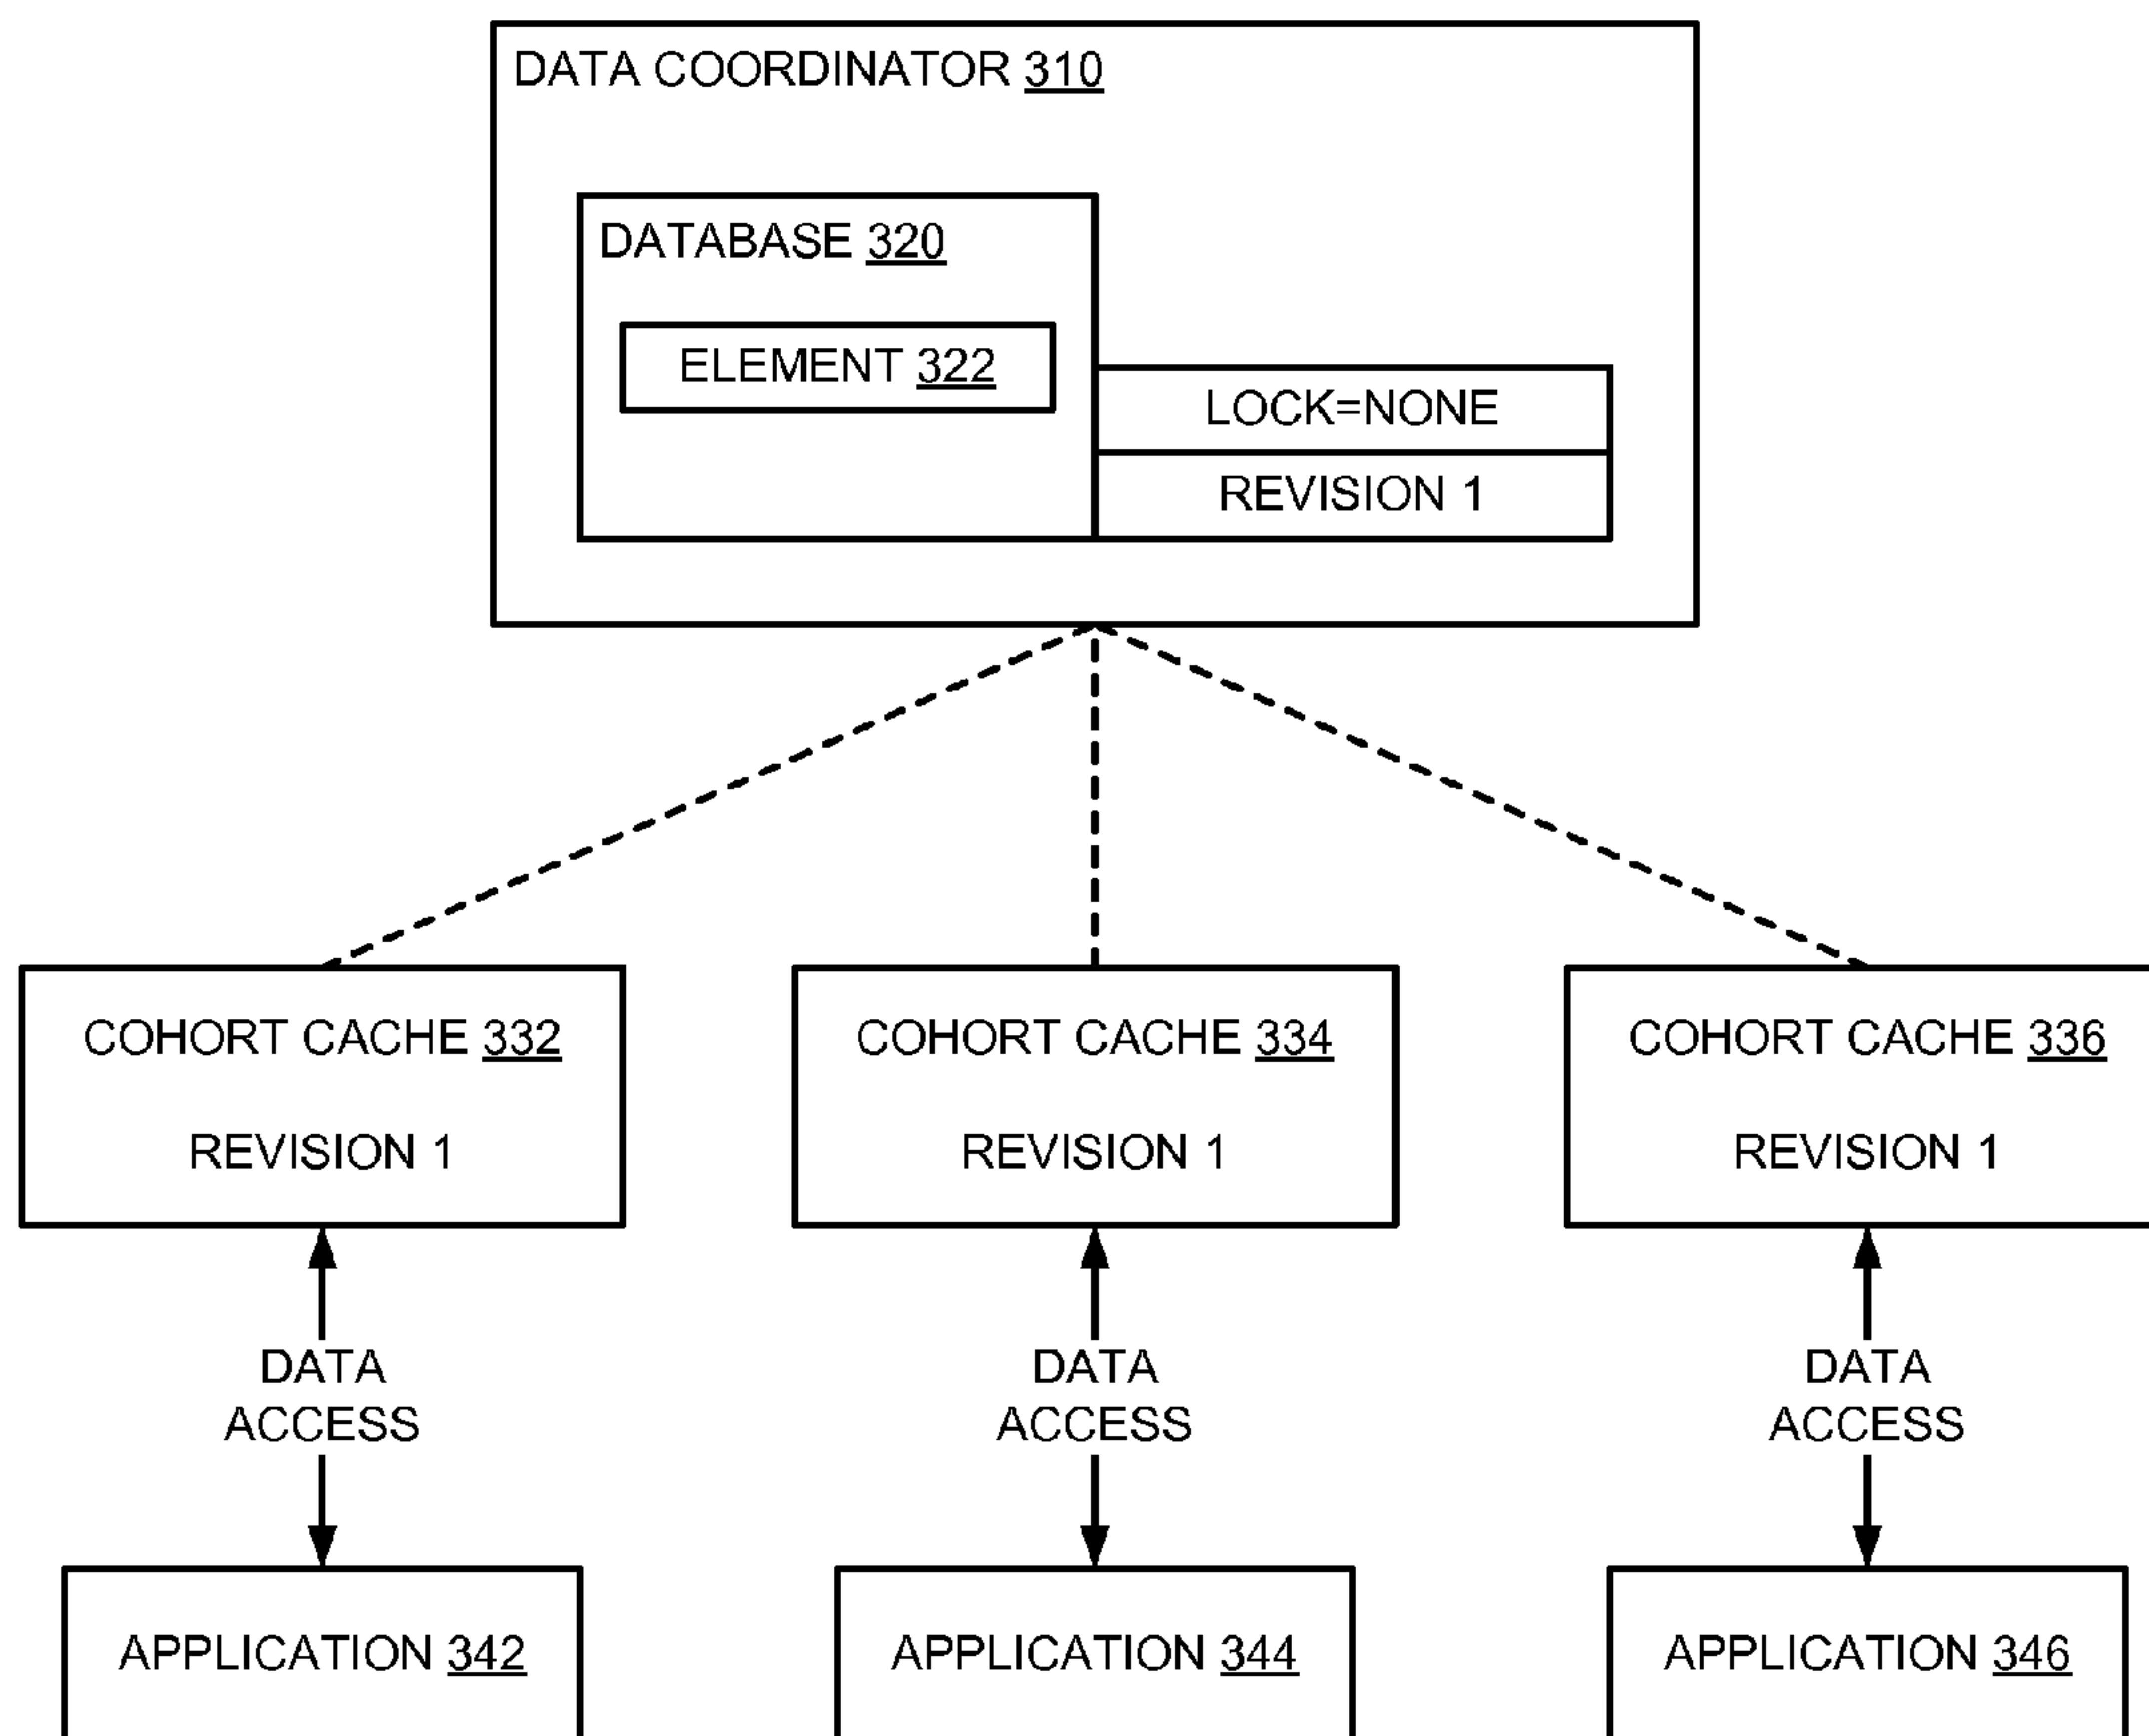 DATA COORDINATOR 310
DATABASE 320
ELEMENT 322
LOCK=NONE
REVISION 1
COHORT CACHE 332
REVISION 1
COHORT CACHE 334
REVISION 1
COHORT CACHE 336
REVISION 1
DATA
ACCESS
DATA
ACCESS
DATA
ACCESS
APPLICATION 342
APPLICATION 344
APPLICATION 346